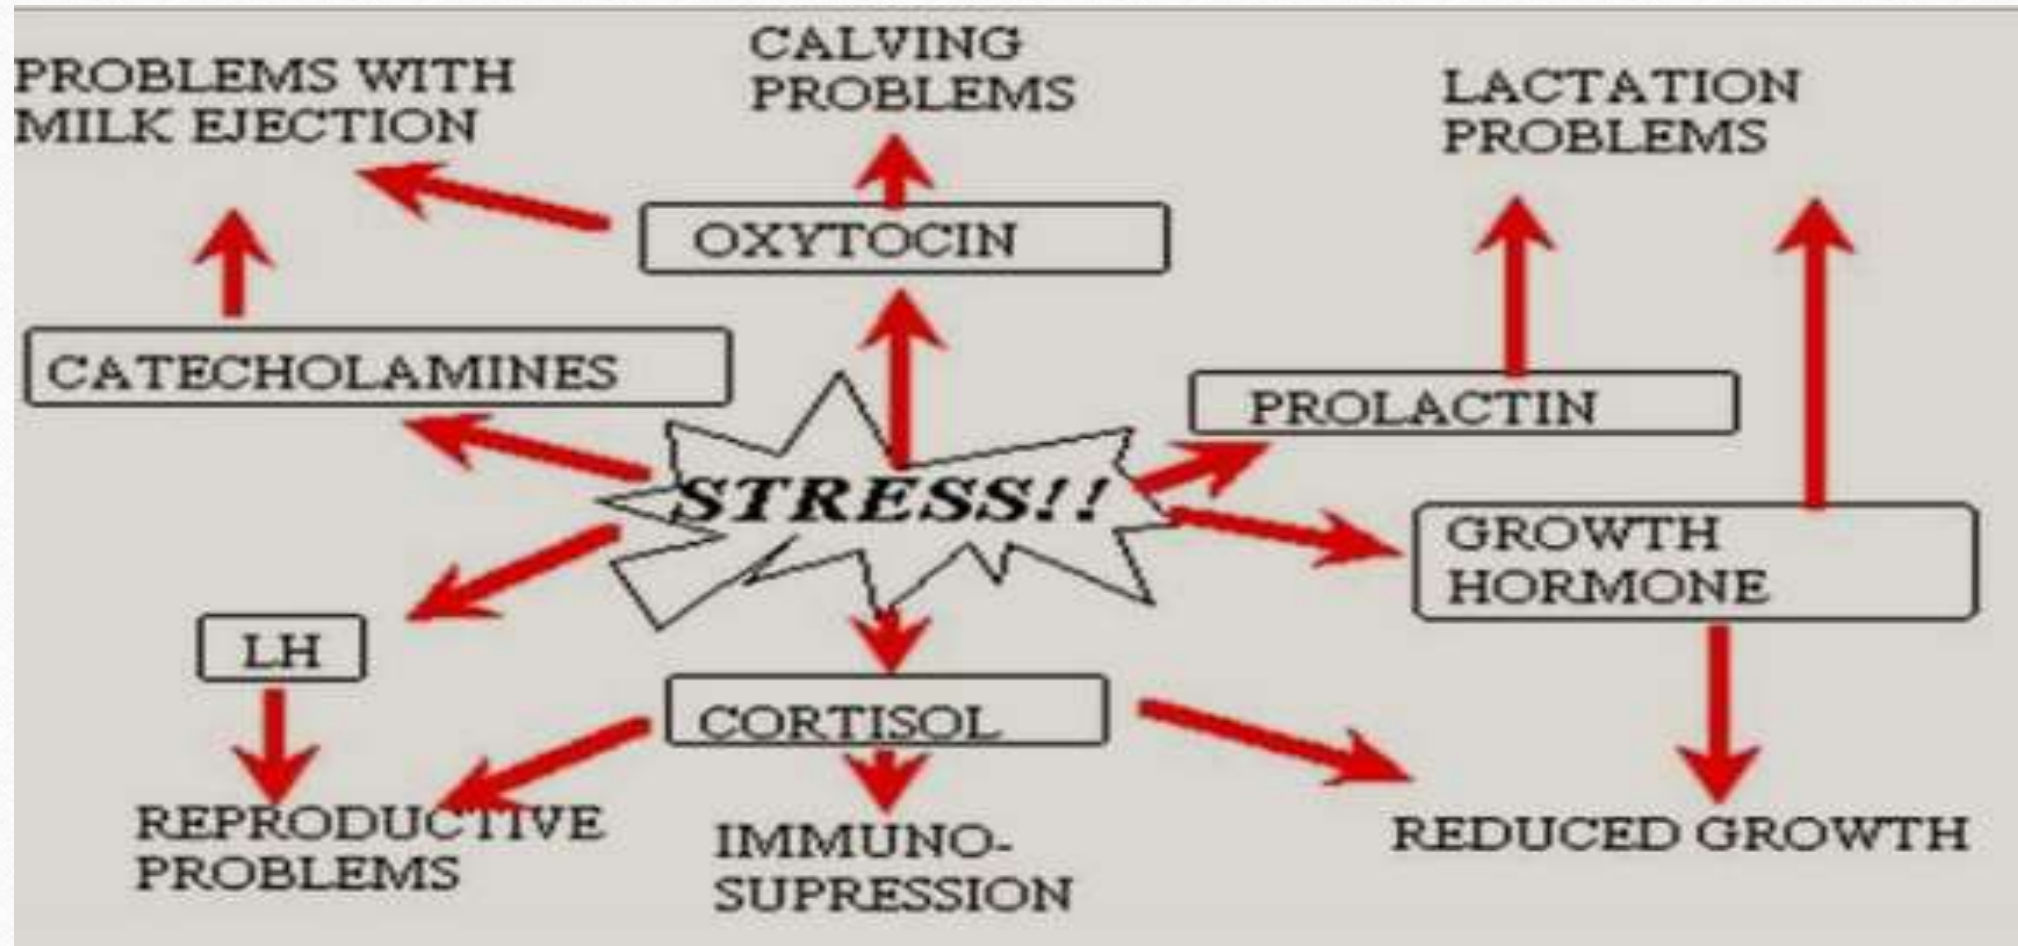 PROBLEMS WITH
MILK EJECTION
CALVING
PROBLEMS
LACTATION
PROBLEMS
OXYTOCIN
CATECHOLAMINES
PROLACTIN
STRESS!!
GROWTH
HORMONE
LH
CORTISOL
REPRODUCTIVE
PROBLEMS
IMMUNO-
SUPRESSION
REDUCED GROWTH